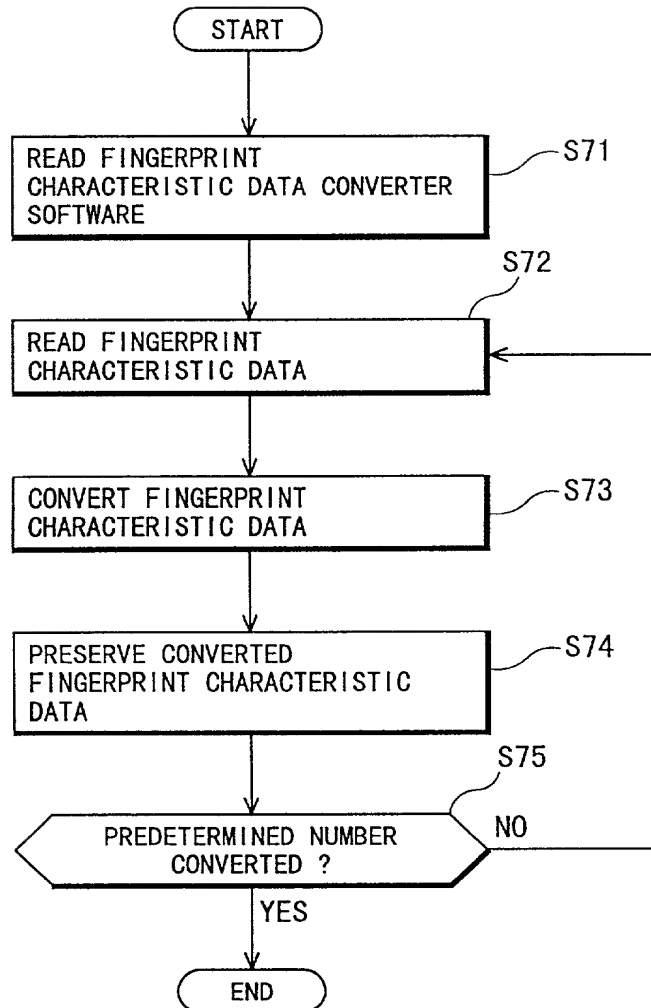 START
READ FINGERPRINT
CHARACTERISTIC DATA CONVERTER
SOFTWARE
S71
S72
READ FINGERPRINT
CHARACTERISTIC DATA
CONVERT FINGERPRINT
CHARACTERISTIC DATA
S73
PRESERVE CONVERTED
FINGERPRINT CHARACTERISTIC
DATA
S74
S75
PREDETERMINED NUMBER
CONVERTED ?
NO
YES
END